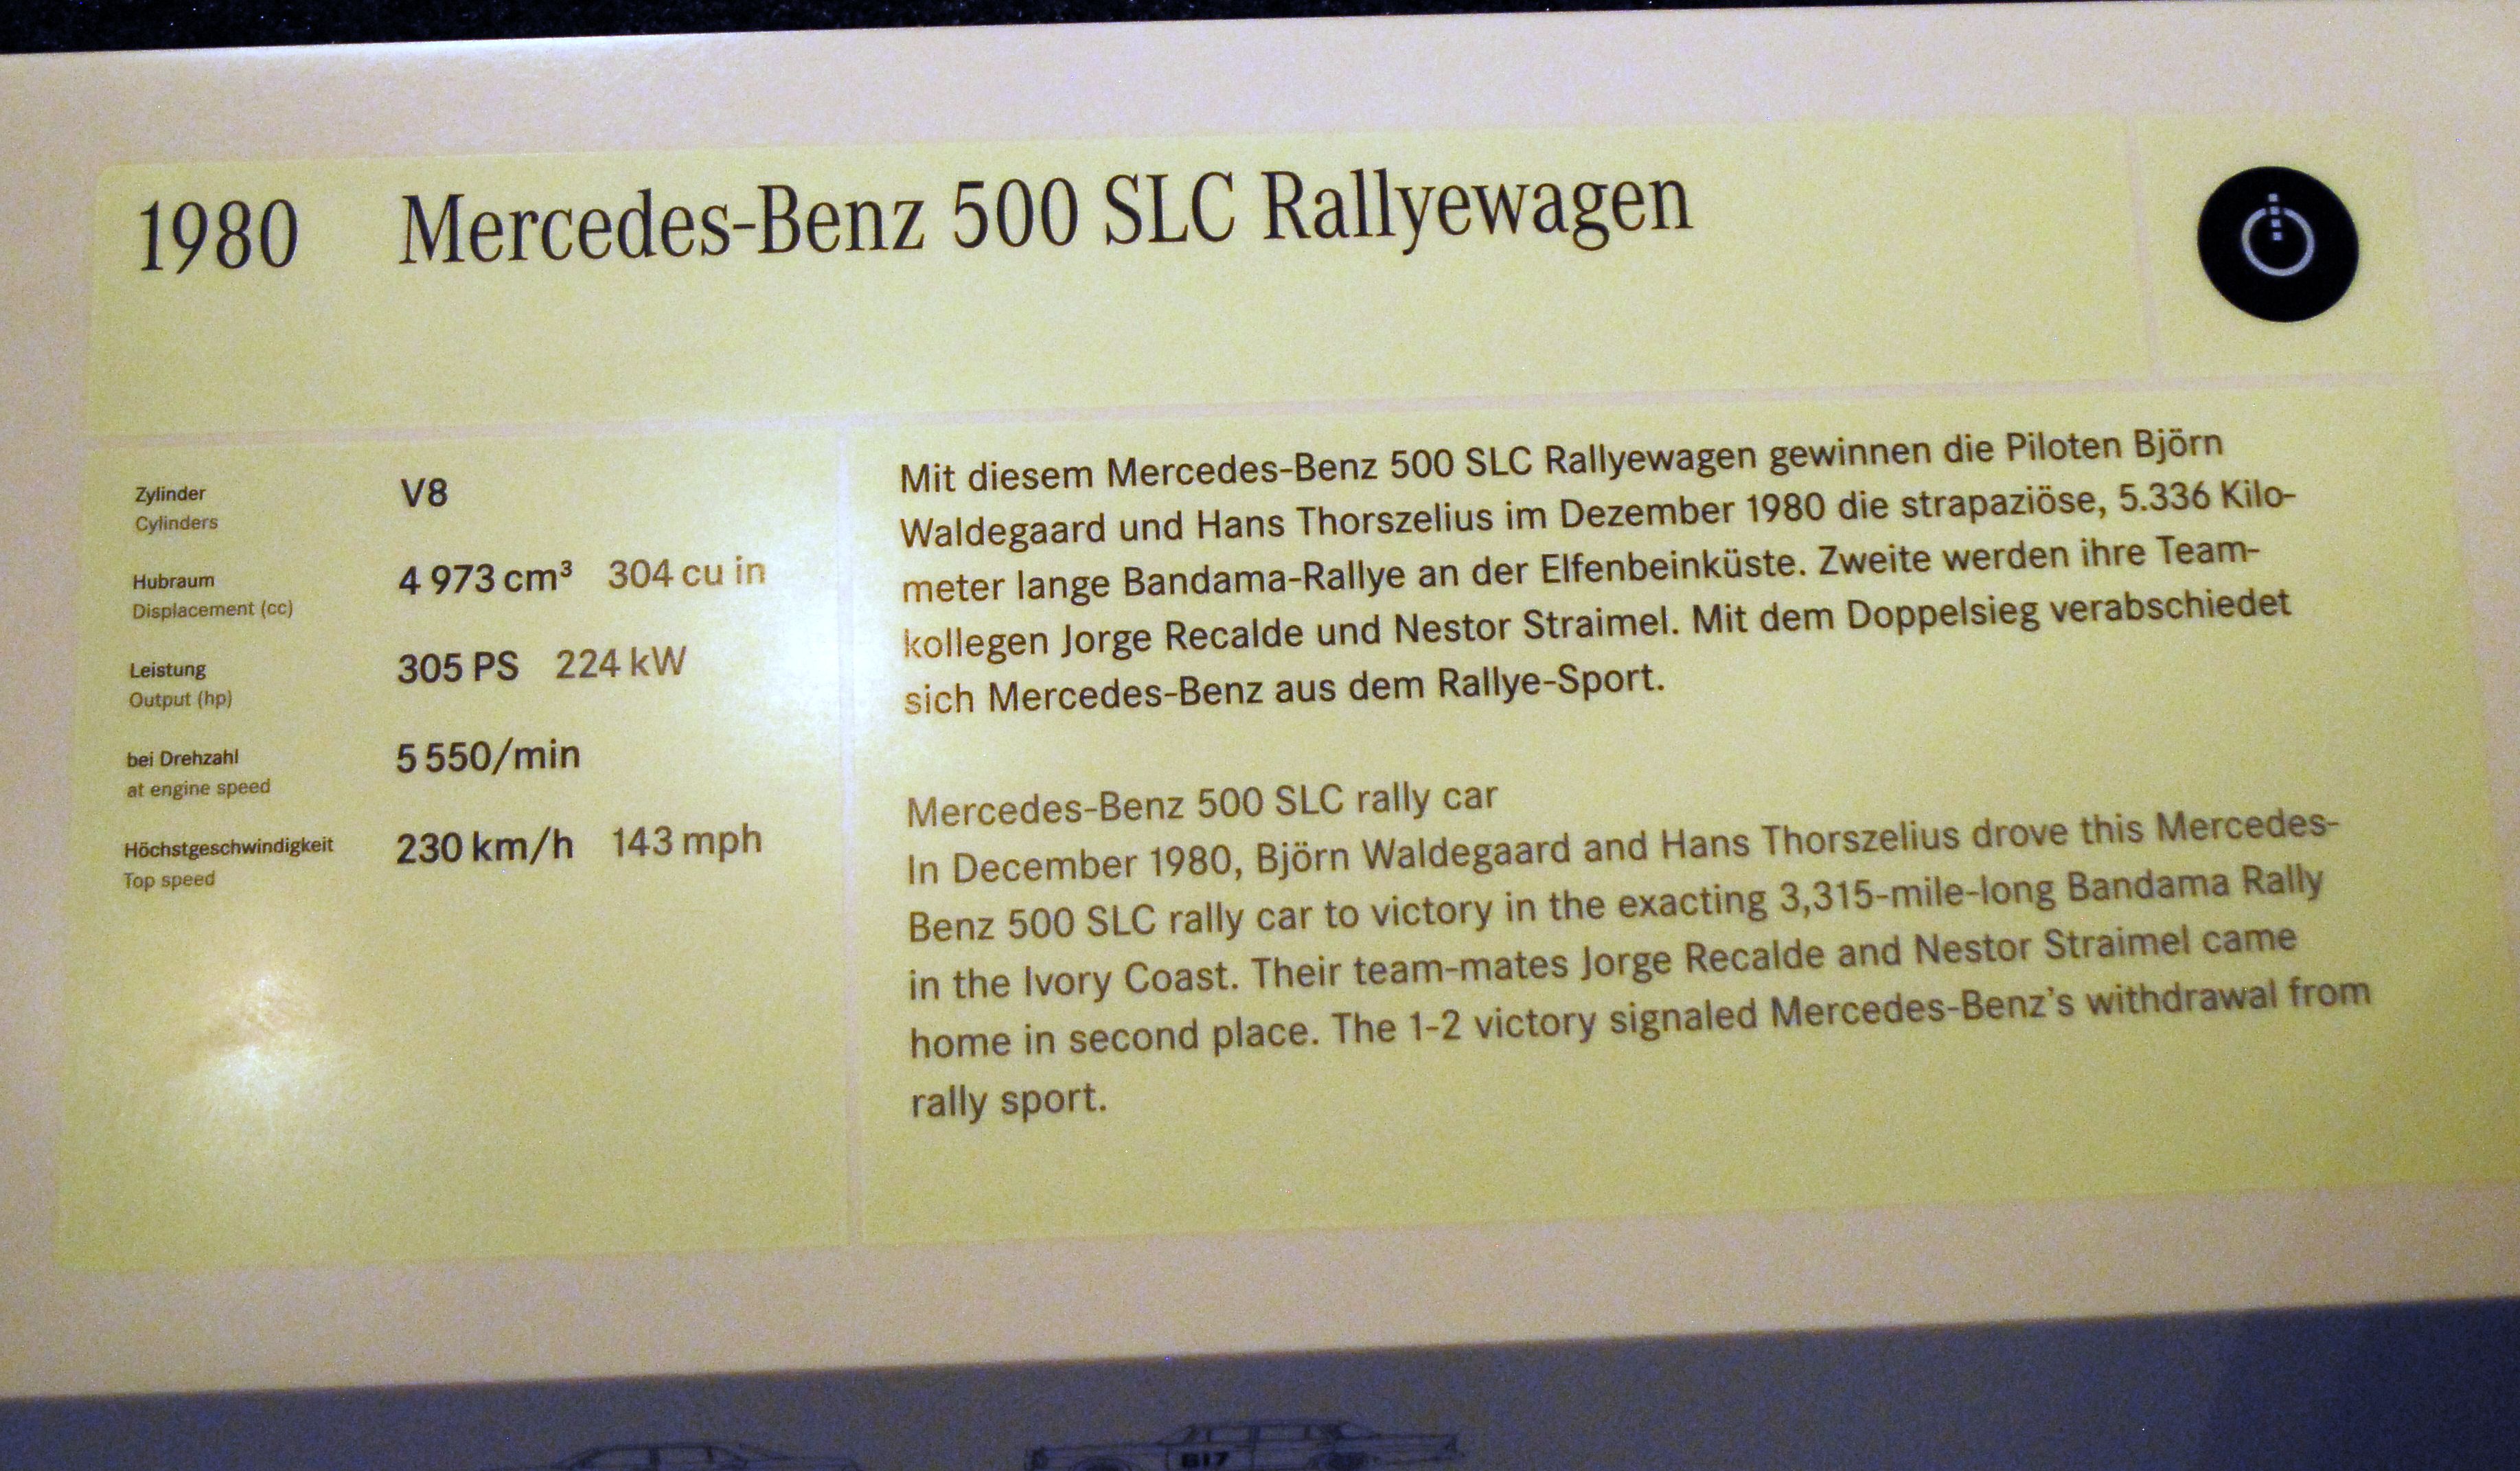 1980 Mercedes-Benz 500 SLC Rallyewagen
Zylinder V8
Cylinders
Hubraum 4 973 cm³ 304 cu in
Displacement (cc)
Leistung 305 PS 224 kW
Output (hp)
bei Drehzahl 5 550/min
at engine speed
Höchstgeschwindigkeit 230 km/h 143 mph
Top speed
Mit diesem Mercedes-Benz 500 SLC Rallyewagen gewinnen die Piloten Björn
Waldegaard und Hans Thorszelius im Dezember 1980 die strapaziöse, 5.336 Kilo-
meter lange Bandama-Rallye an der Elfenbeinküste. Zweite werden ihre Team-
kollegen Jorge Recalde und Nestor Straimel. Mit dem Doppelsieg verabschiedet
sich Mercedes-Benz aus dem Rallye-Sport.
Mercedes-Benz 500 SLC rally car
In December 1980, Björn Waldegaard and Hans Thorszelius drove this Mercedes-
Benz 500 SLC rally car to victory in the exacting 3,315-mile-long Bandama Rally
in the Ivory Coast. Their team-mates Jorge Recalde and Nestor Straimel came
home in second place. The 1-2 victory signaled Mercedes-Benz's withdrawal from
rally sport.
617